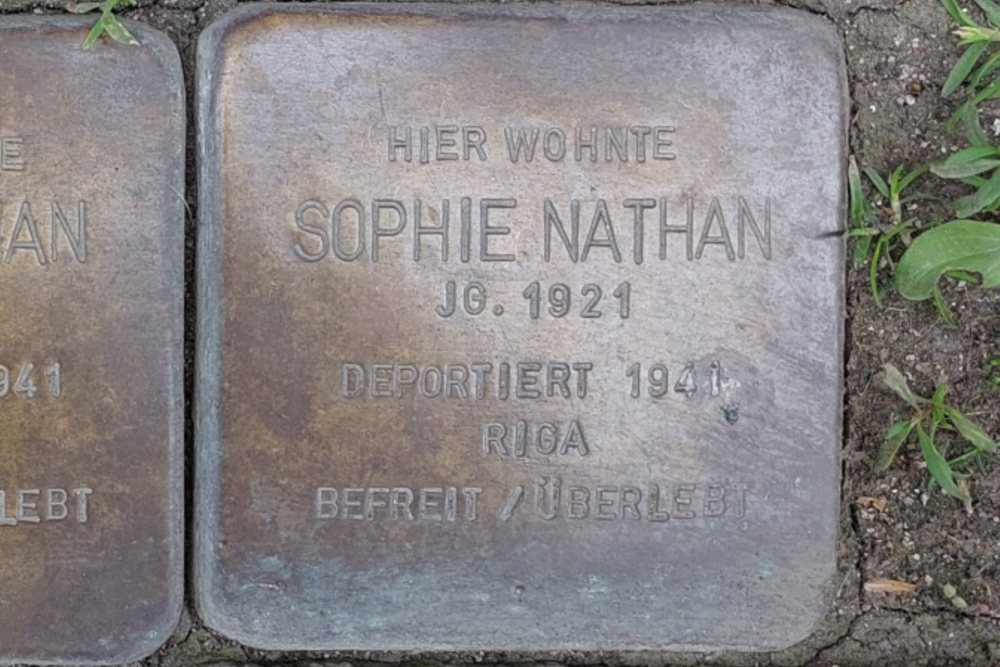 HIER WOHNTE
SOPHIE NATHAN
JG. 1921
DEPORTIERT 1941
RIGA
BEFREIT / ÜBERLEBT